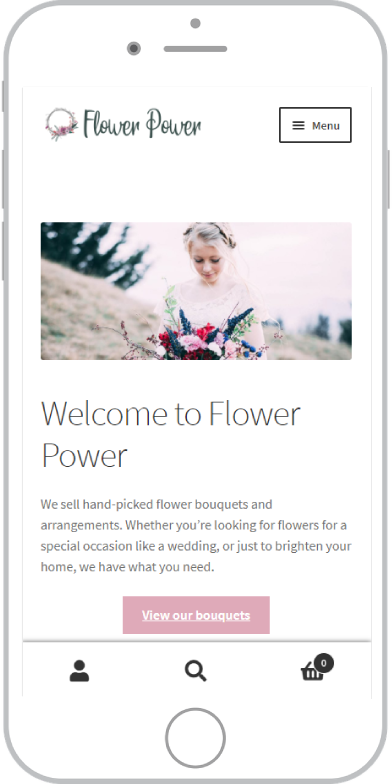 Flower Power
Menu
Welcome to Flower
Power
We sell hand-picked flower bouquets and
arrangements. Whether you're looking for flowers for a
special occasion like a wedding, or just to brighten your
home, we have what you need.
View our bouquets
0